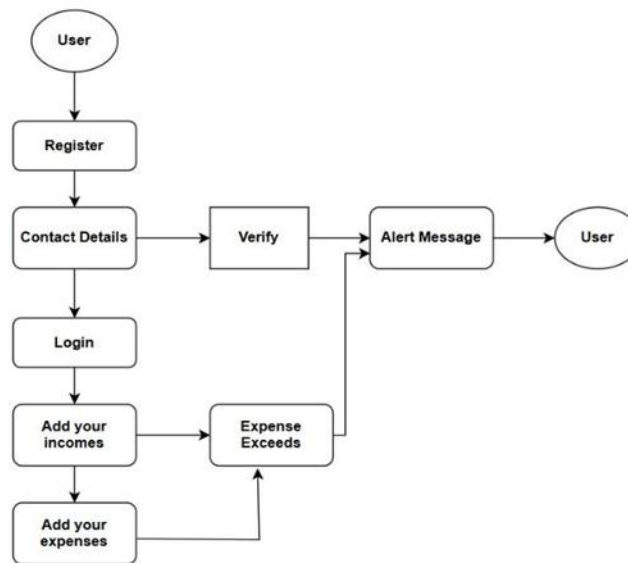 User
Register
Contact Details
Verify
Alert Message
User
Login
Add your
incomes
Expense
Exceeds
Add your
expenses